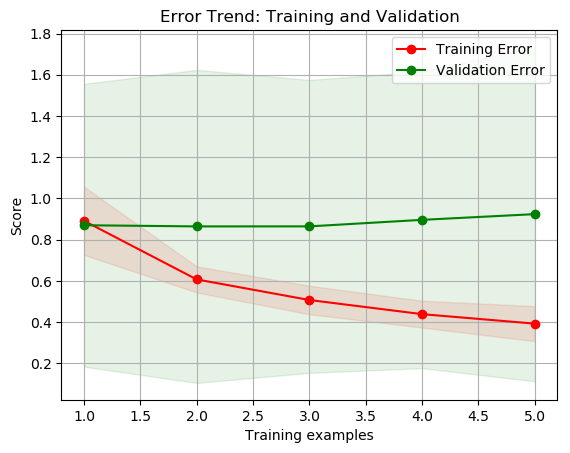 Error Trend: Training and Validation
1.8
1.6
1.4
1.2
1.0
0.8
0.6
0.4
0.2
Score
Training Error
Validation Error
1.0 1.5 2.0 2.5 3.0 3.5 4.0 4.5 5.0
Training examples